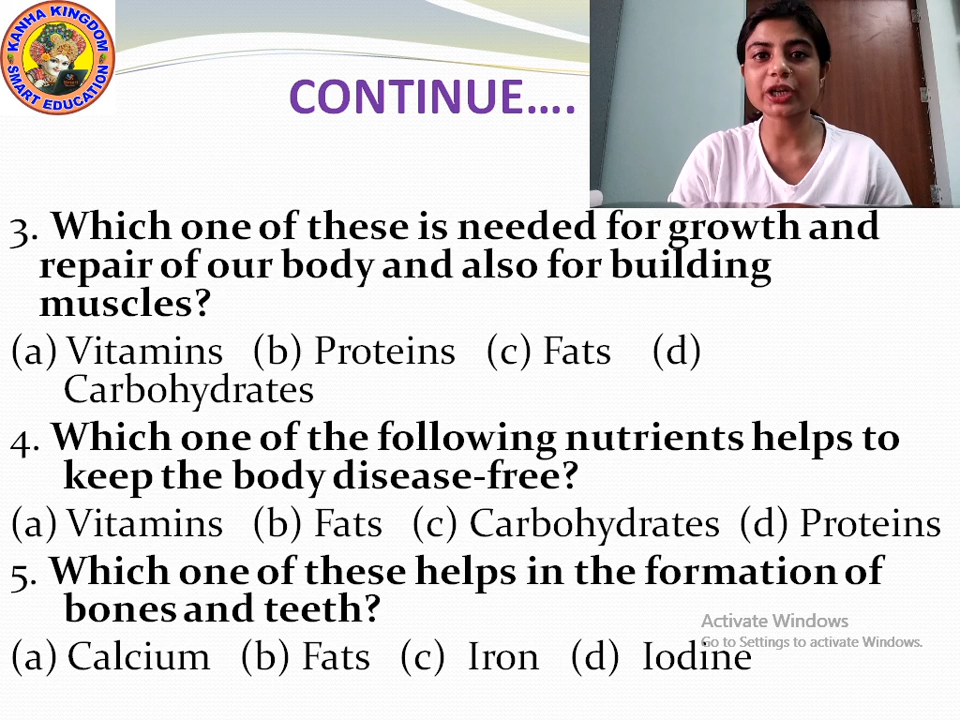 KANHA KINGDOM
SMART EDUCATION
CONTINUE....
3. Which one of these is needed for growth and
repair of our body and also for building
muscles?
(a) Vitamins (b) Proteins (c) Fats (d)
Carbohydrates
4. Which one of the following nutrients helps to
keep the body disease-free?
(a) Vitamins (b) Fats (c) Carbohydrates (d) Proteins
5. Which one of these helps in the formation of
bones and teeth?
Activate Windows
Go to Settings to activate Windows.
(a) Calcium (b) Fats (c) Iron (d) Iodine